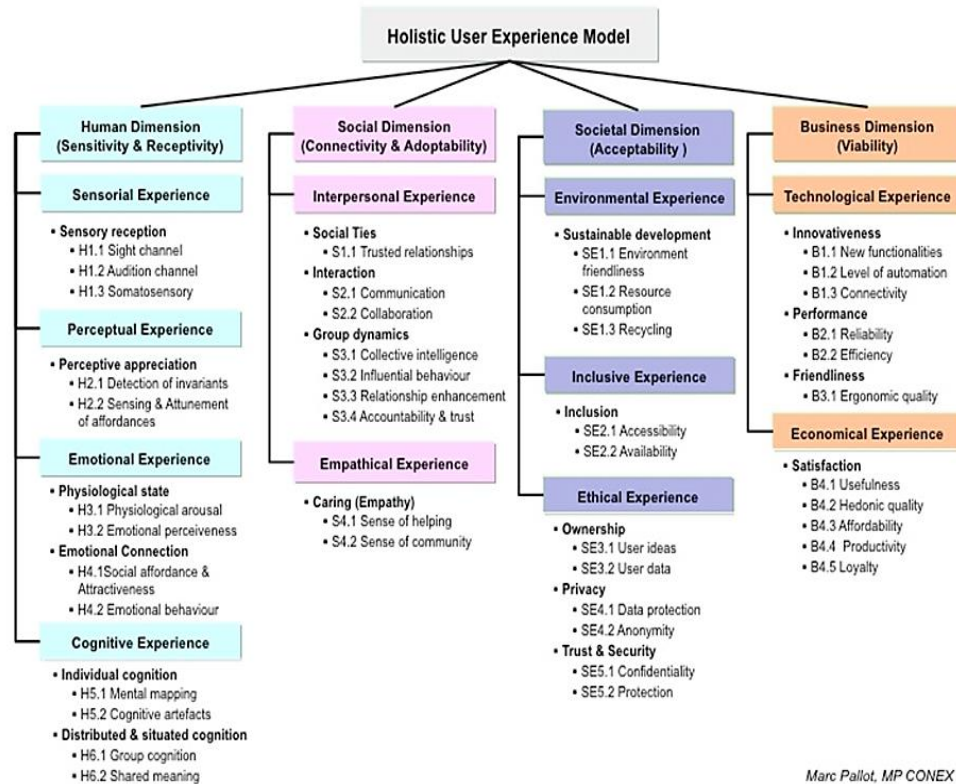 Holistic User Experience Model
Human Dimension
(Sensitivity & Receptivity)
Sensorial Experience
▪ Sensory reception
▪ H1.1 Sight channel
▪ H1.2 Audition channel
▪ H1.3 Somatosensory
Perceptual Experience
Perceptive appreciation
▪ H2.1 Detection of invariants
▪ H2.2 Sensing & Attunement
of affordances
Emotional Experience
Physiological state
▪ H3.1 Physiological arousal
▪ H3.2 Emotional perceiveness
▪ Emotional Connection
▪ H4.1Social affordance &
Attractiveness
▪ H4.2 Emotional behaviour
Cognitive Experience
▪ Individual cognition
▪ H5.1 Mental mapping
▪ H5.2 Cognitive artefacts
▪ Distributed & situated cognition
▪ H6.1 Group cognition
▪ H6.2 Shared meaning
Social Dimension
(Connectivity & Adoptability)
Interpersonal Experience
▪ Social Ties
▪ S1.1 Trusted relationships
▪ Interaction
▪ S2.1 Communication
▪ S2.2 Collaboration
▪ Group dynamics
▪ S3.1 Collective intelligence
▪ S3.2 Influential behaviour
▪ S3.3 Relationship enhancement
▪ S3.4 Accountability & trust
Empathical Experience
▪ Caring (Empathy)
▪ S4.1 Sense of helping
▪ S4.2 Sense of community
Societal Dimension
(Acceptability )
Environmental Experience
▪ Sustainable development
▪ SE1.1 Environment
friendliness
▪ SE1.2 Resource
consumption
▪ SE1.3 Recycling
Inclusive Experience
▪ Inclusion
▪ SE2.1 Accessibility
▪ SE2.2 Availability
Ethical Experience
▪ Ownership
▪ SE3.1 User ideas
▪ SE3.2 User data
▪ Privacy
▪ SE4.1 Data protection
▪ SE4.2 Anonymity
▪ Trust & Security
▪ SE5.1 Confidentiality
▪ SE5.2 Protection
Business Dimension
(Viability)
Technological Experience
▪ Innovativeness
▪ B1.1 New functionalities
▪ B1.2 Level of automation
▪ B1.3 Connectivity
▪ Performance
▪ B2.1 Reliability
▪ B2.2 Efficiency
▪ Friendliness
▪ B3.1 Ergonomic quality
Economical Experience
▪ Satisfaction
▪ B4.1 Usefulness
▪ B4.2 Hedonic quality
▪ B4.3 Affordability
▪ B4.4 Productivity
▪ B4.5 Loyalty
Marc Pallot, MP CONEX